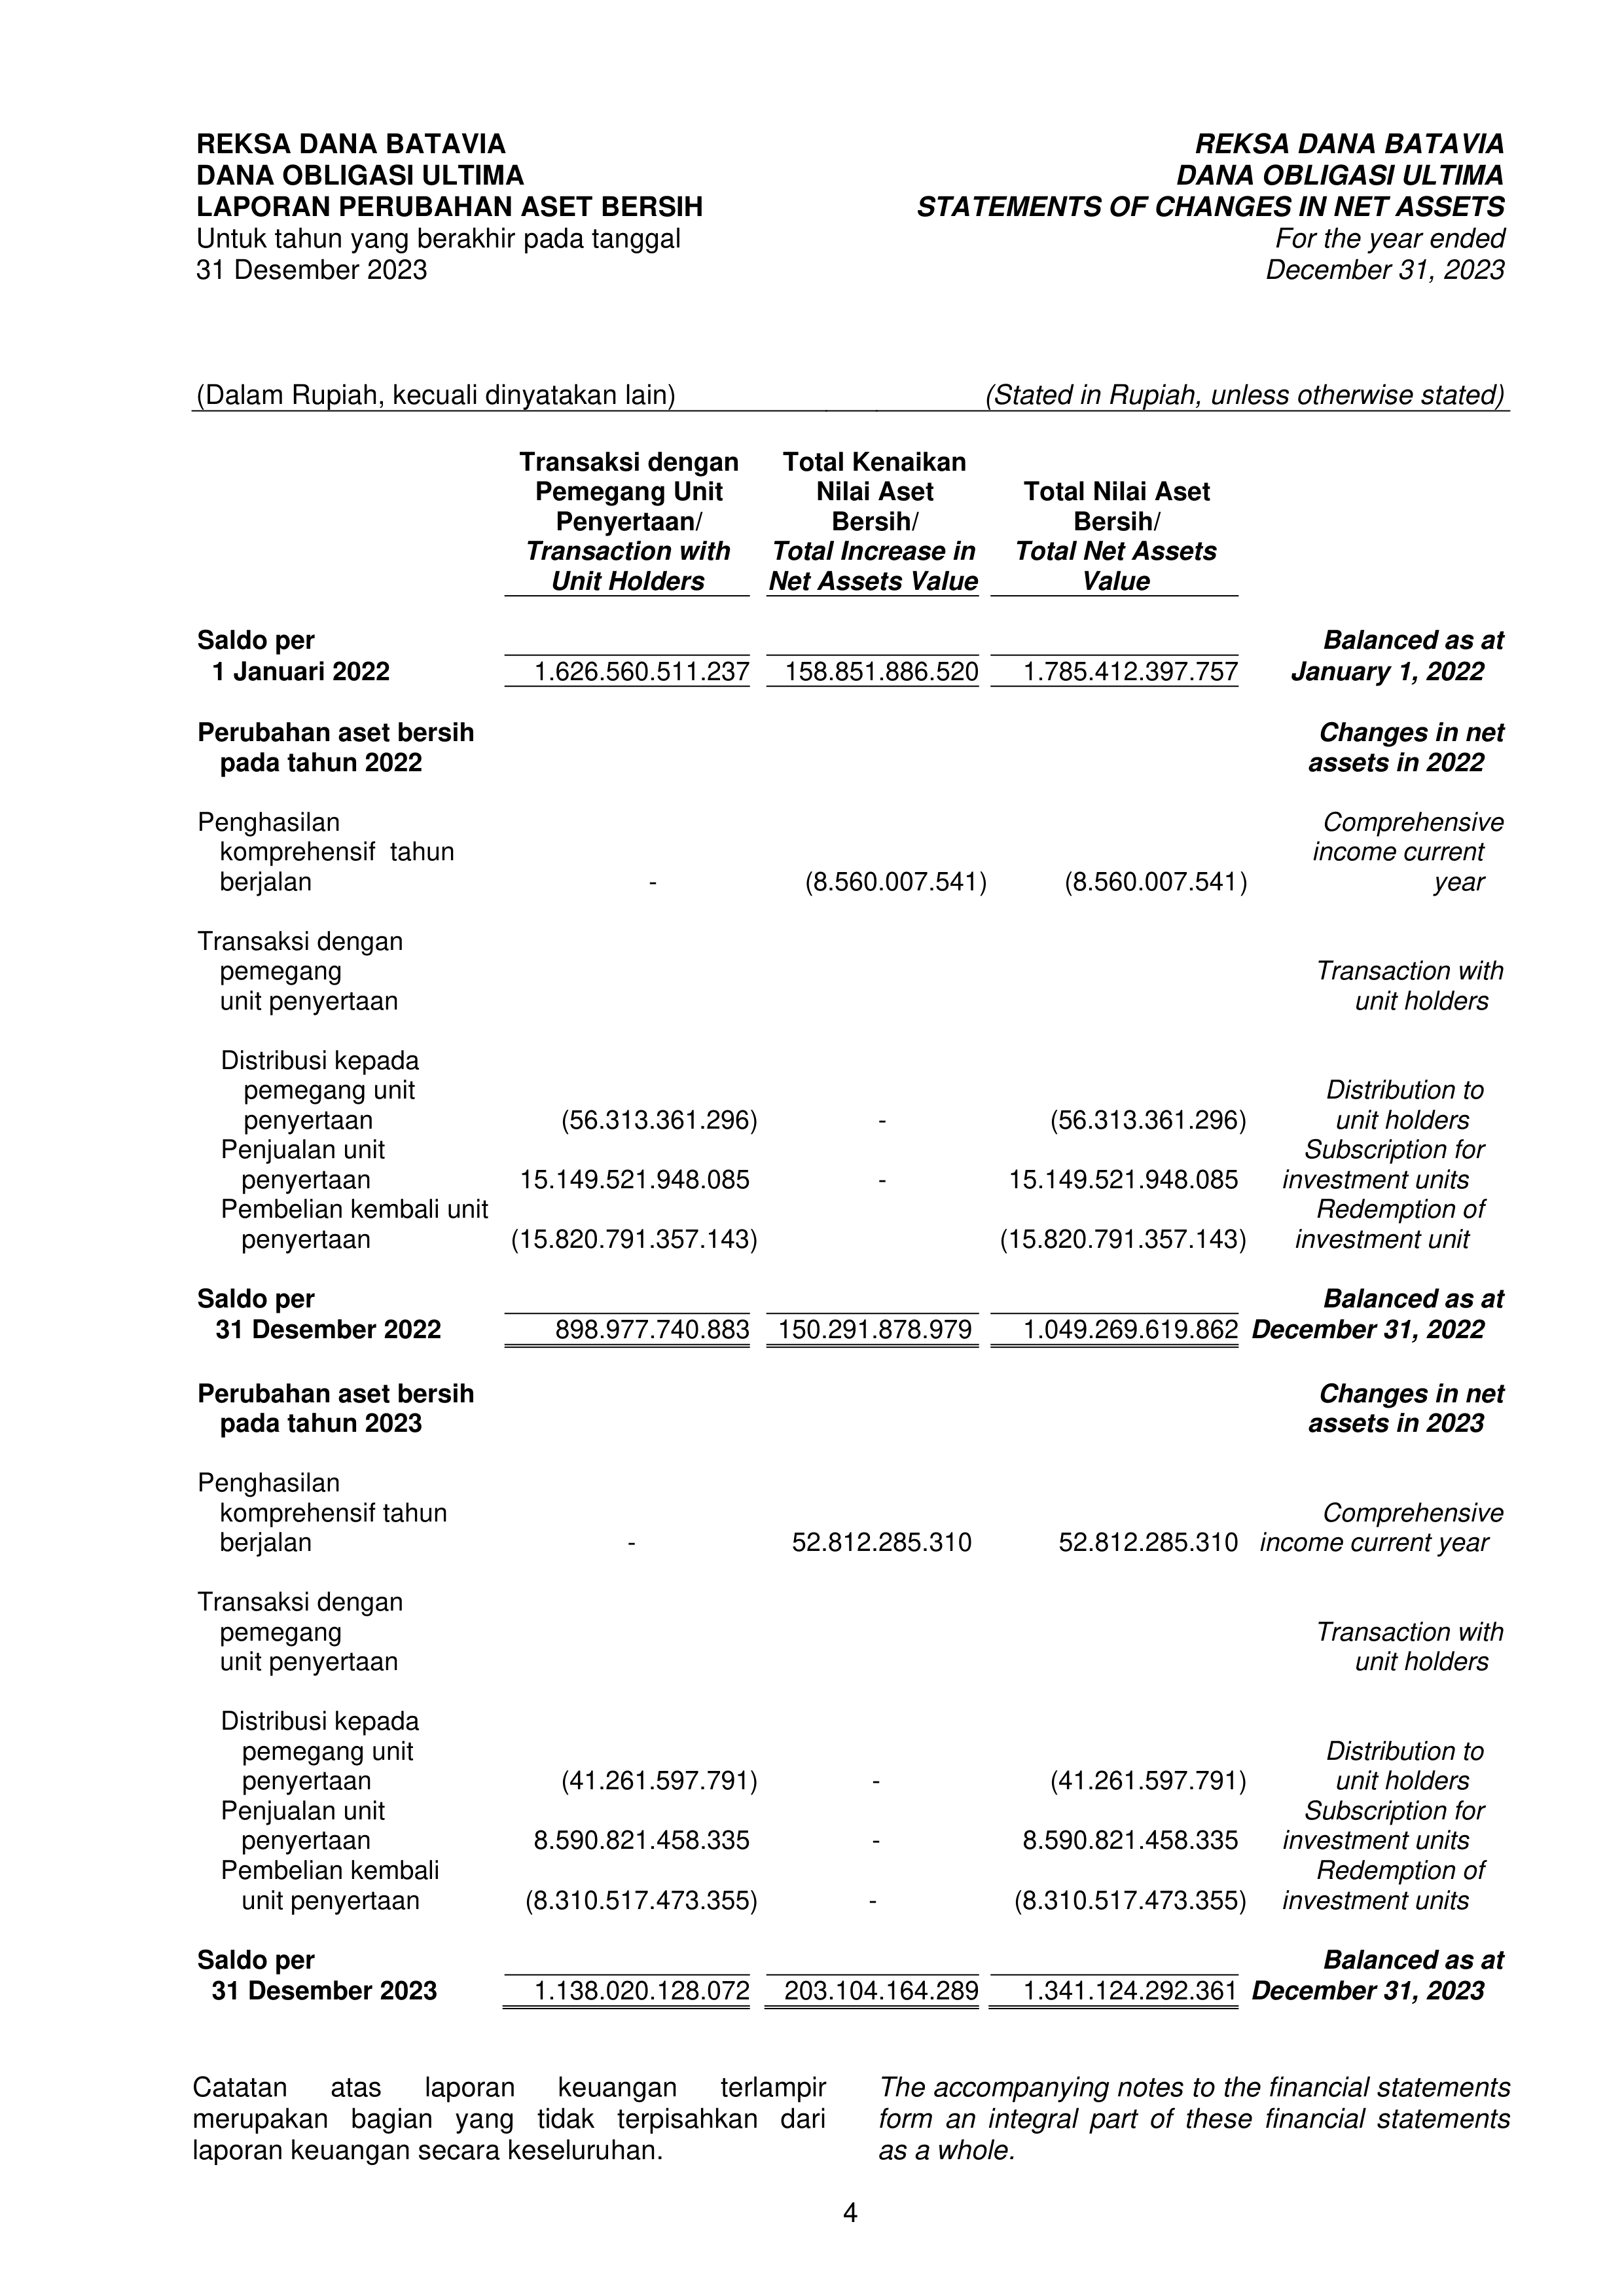 REKSA DANA BATAVIA
DANA OBLIGASI ULTIMA
LAPORAN PERUBAHAN ASET BERSIH
Untuk tahun yang berakhir pada tanggal
31 Desember 2023
REKSA DANA BATAVIA
DANA OBLIGASI ULTIMA
STATEMENTS OF CHANGES IN NET ASSETS
For the year ended
December 31, 2023
(Dalam Rupiah, kecuali dinyatakan lain) (Stated in Rupiah, unless otherwise stated)
Transaksi dengan
Pemegang Unit
Penyertaan/
Transaction with
Unit Holders
Total Kenaikan
Nilai Aset
Bersih/
Total Increase in
Net Assets Value
Total Nilai Aset
Bersih/
Total Net Assets
Value
Saldo per Balanced as at
1 Januari 2022 1.626.560.511.237 158.851.886.520 1.785.412.397.757 January 1, 2022
Perubahan aset bersih Changes in net
pada tahun 2022 assets in 2022
Penghasilan Comprehensive
komprehensif tahun income current
berjalan - (8.560.007.541) (8.560.007.541) year
Transaksi dengan
pemegang Transaction with
unit penyertaan unit holders
Distribusi kepada
pemegang unit Distribution to
penyertaan (56.313.361.296) - (56.313.361.296) unit holders
Penjualan unit Subscription for
penyertaan 15.149.521.948.085 - 15.149.521.948.085 investment units
Pembelian kembali unit Redemption of
penyertaan (15.820.791.357.143) (15.820.791.357.143) investment unit
Saldo per Balanced as at
31 Desember 2022 898.977.740.883 150.291.878.979 1.049.269.619.862 December 31, 2022
Perubahan aset bersih Changes in net
pada tahun 2023 assets in 2023
Penghasilan
komprehensif tahun Comprehensive
berjalan - 52.812.285.310 52.812.285.310 income current year
Transaksi dengan
pemegang Transaction with
unit penyertaan unit holders
Distribusi kepada
pemegang unit Distribution to
penyertaan (41.261.597.791) - (41.261.597.791) unit holders
Penjualan unit Subscription for
penyertaan 8.590.821.458.335 - 8.590.821.458.335 investment units
Pembelian kembali Redemption of
unit penyertaan (8.310.517.473.355) - (8.310.517.473.355) investment units
Saldo per Balanced as at
31 Desember 2023 1.138.020.128.072 203.104.164.289 1.341.124.292.361 December 31, 2023
Catatan atas laporan keuangan terlampir
merupakan bagian yang tidak terpisahkan dari
laporan keuangan secara keseluruhan.
The accompanying notes to the financial statements
form an integral part of these financial statements
as a whole.
4